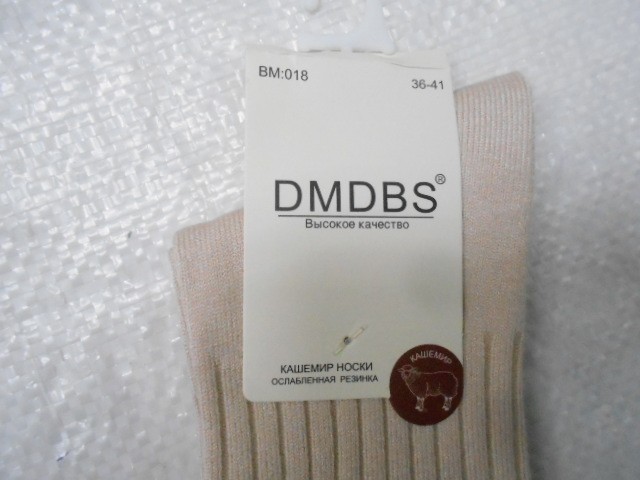 BM:018
36-41
DMDBS®
Высокое качество
КАШЕМИР НОСКИ
ОСЛАБЛЕННАЯ РЕЗИНКА
КАШЕМИР